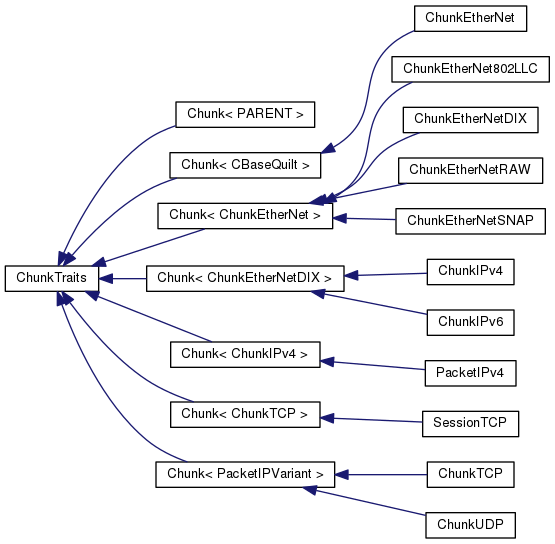 ChunkEtherNet
ChunkEtherNet802LLC
Chunk< PARENT >
ChunkEtherNetDIX
Chunk< CBaseQuilt >
ChunkEtherNetRAW
Chunk< ChunkEtherNet >
ChunkEtherNetSNAP
ChunkTraits
Chunk< ChunkEtherNetDIX >
ChunkIPv4
ChunkIPv6
Chunk< ChunkIPv4 >
PacketIPv4
Chunk< ChunkTCP >
SessionTCP
Chunk< PacketIPVariant >
ChunkTCP
ChunkUDP